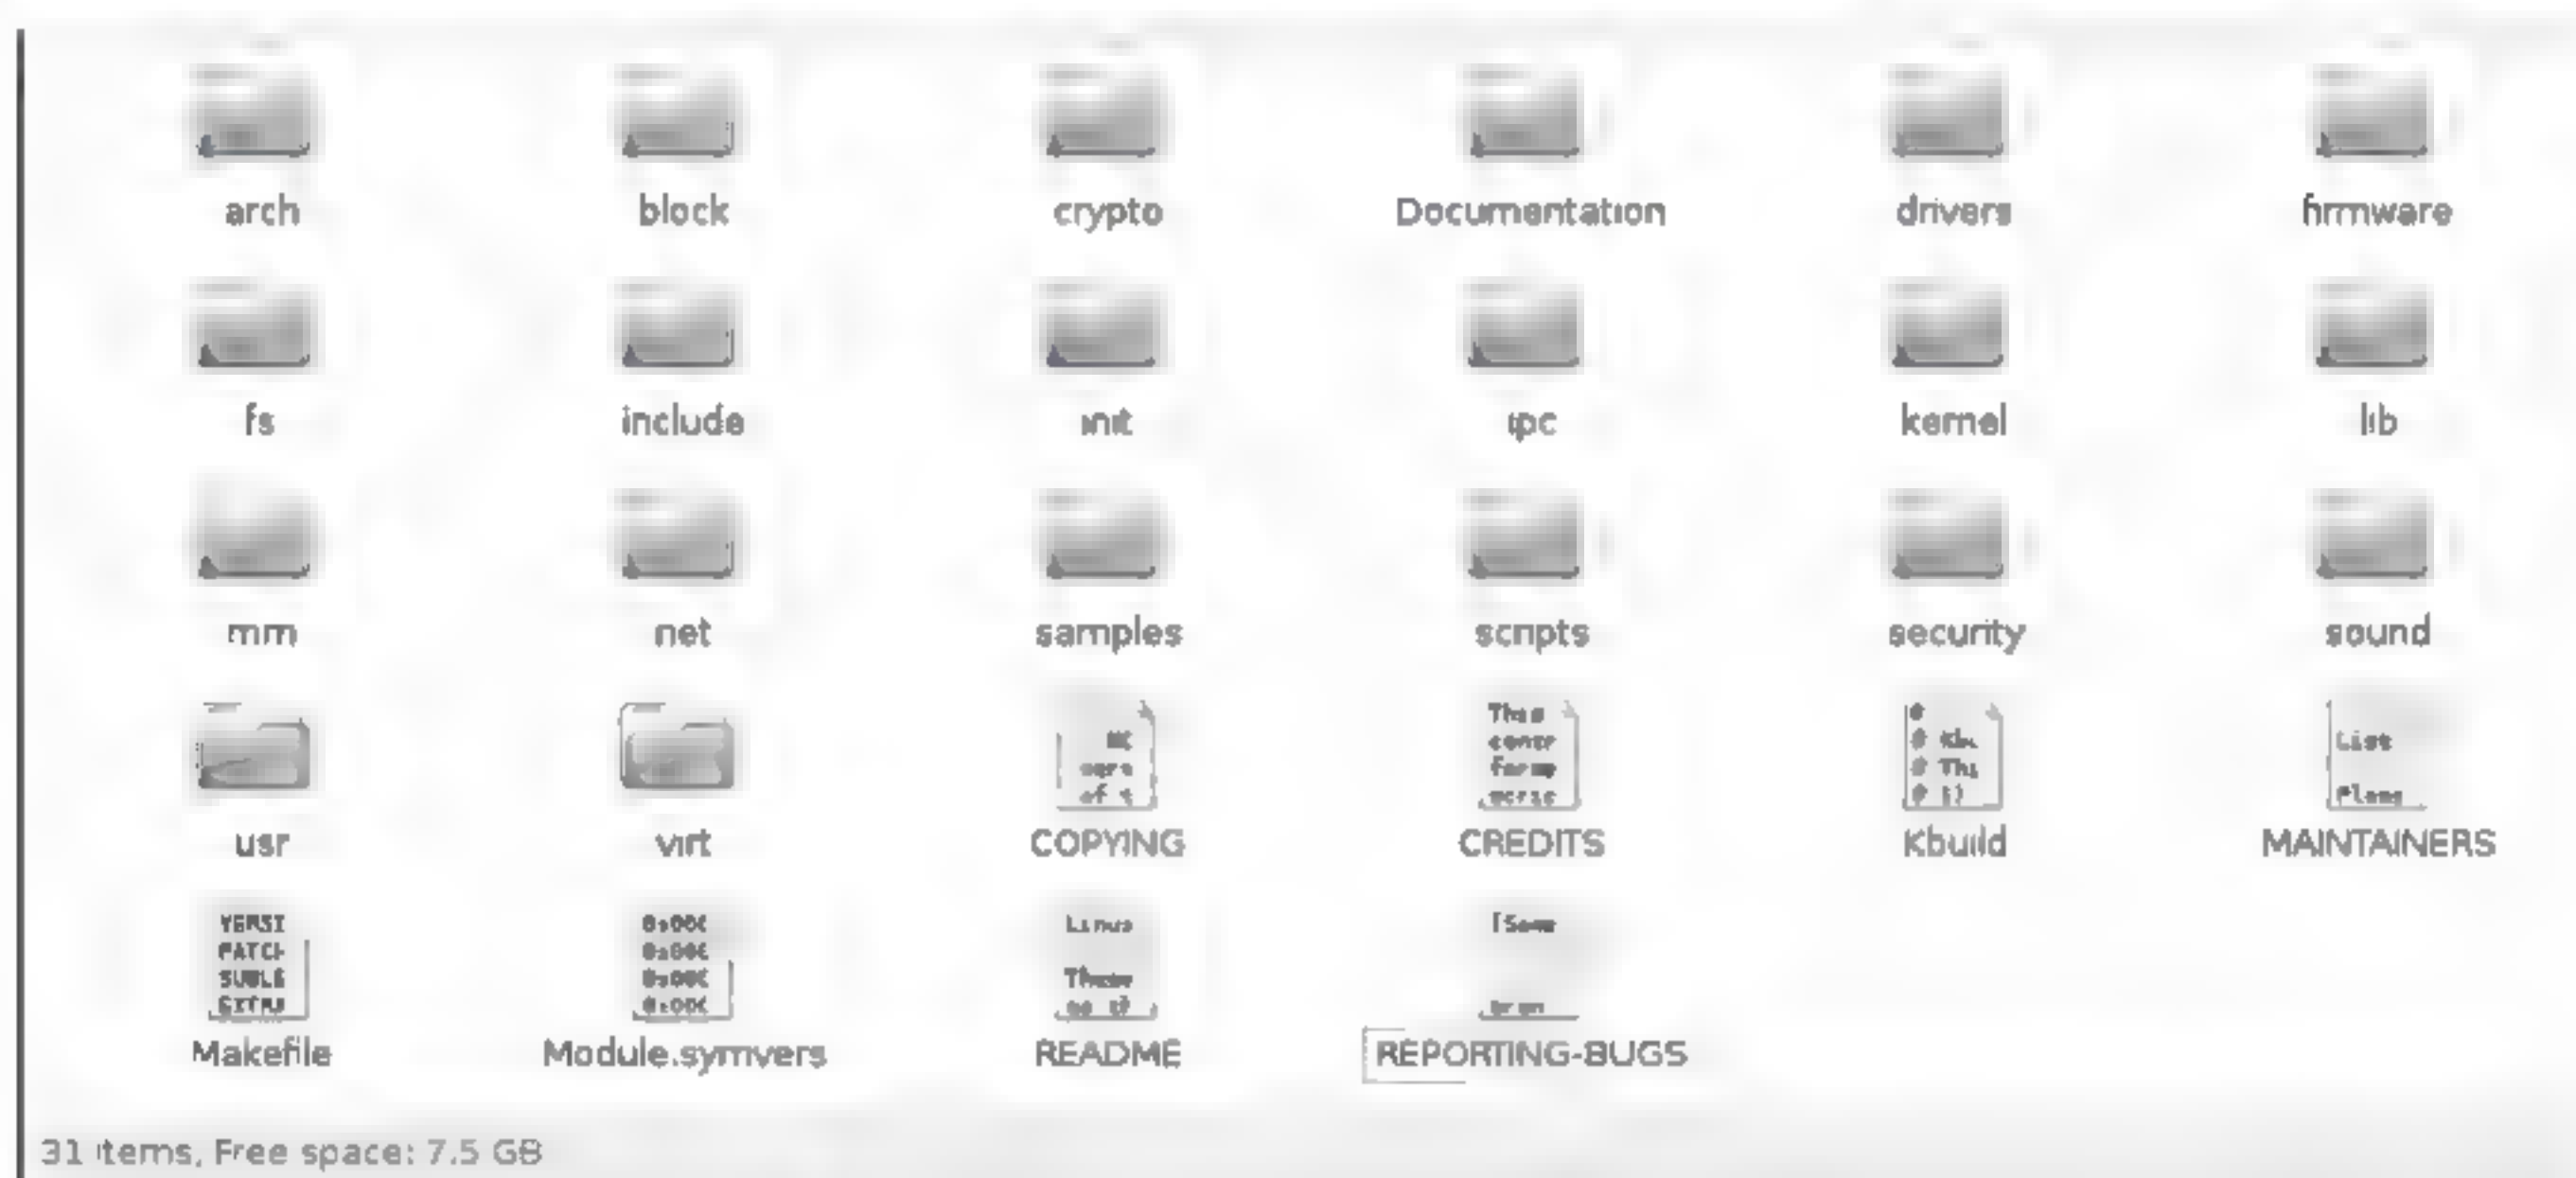 arch block crypto Documentation drivers firmware
fs include init ipc kernel lib
mm net samples scripts security sound
usr virt COPYING CREDITS Kbuild MAINTAINERS
Makefile Module.symvers README REPORTING-BUGS
31 items, Free space: 7.5 GB